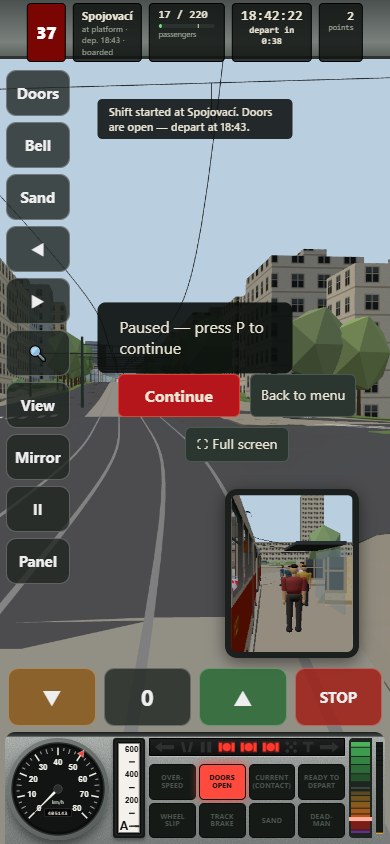 37
Spojovací
at platform ·
dep. 18:43 ·
boarded
17 / 220
passengers
18:42:22
depart in
0:38
2
points
Doors
Shift started at Spojovací. Doors
are open — depart at 18:43.
Bell
Sand
◀
▶
Paused — press P to
continue
View
Continue
Back to menu
Mirror
⛶ Full screen
II
Panel
▼
0
▲
STOP
0
10
20
30
40
50
60
70
80
km/h
405143
600
400
200
A
OVER-
SPEED
DOORS
OPEN
CURRENT
(CONTACT)
READY TO
DEPART
WHEEL
SLIP
TRACK
BRAKE
SAND
DEAD-
MAN